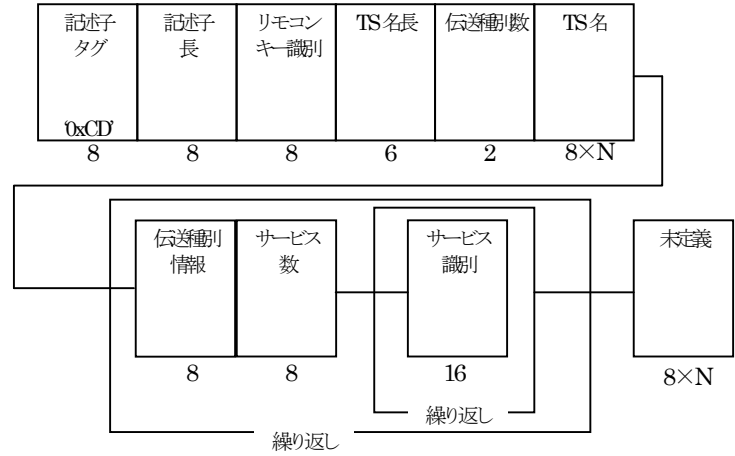 記述子
タグ
'0xCD'
8
記述子
長
8
リモコン
キー識別
8
TS名長
6
伝送種別数
2
TS名
8×N
伝送種別
情報
8
サービス
数
8
サービス
識別
16
繰り返し
繰り返し
未定義
8×N